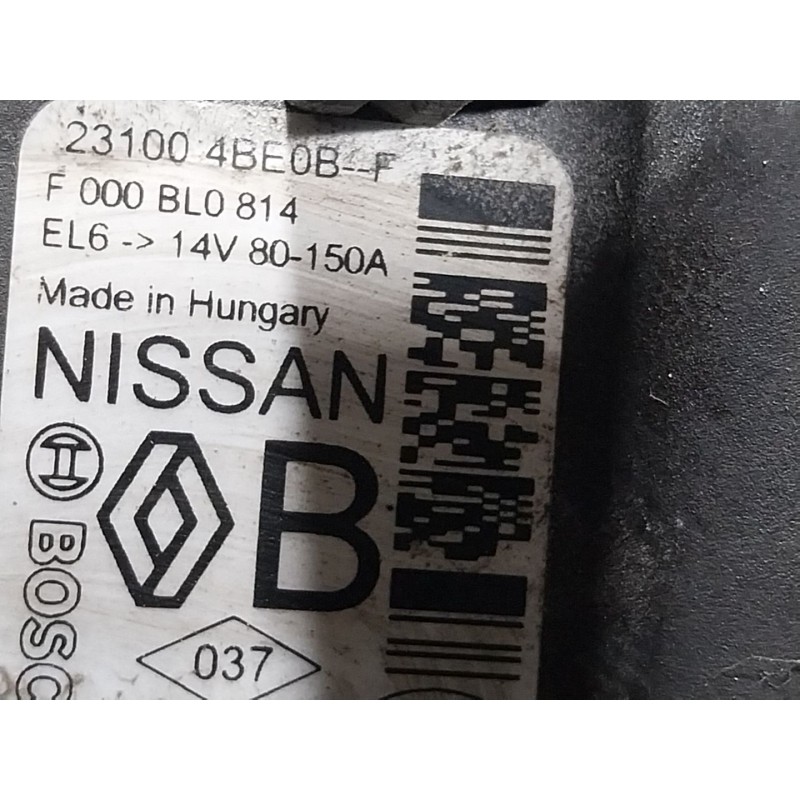 23100 4BE0B--F
F 000 BL0 814
EL6 -> 14V 80-150A
Made in Hungary
NISSAN
B
BOSC
037